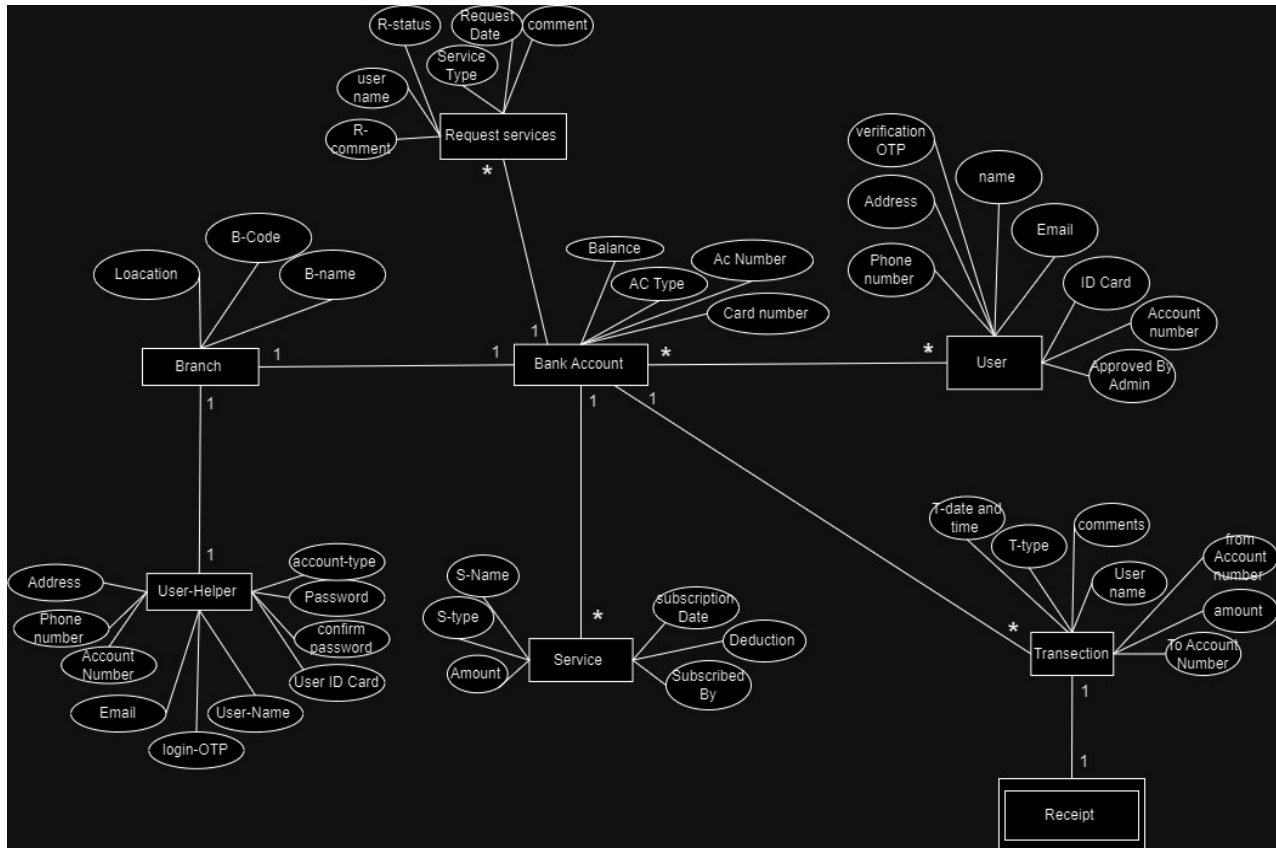 R-status
Request
Date
comment
Service
Type
user
name
R-
comment
Request services
*
verification
OTP
name
Address
Email
Phone
number
ID Card
Account
number
Approved By
Admin
User
B-Code
Loacation
B-name
Balance
Ac Number
AC Type
Card number
1
Branch
1
1
Bank Account
*
*
1
1
1
1
Address
account-type
User-Helper
Password
Phone
number
confirm
password
Account
Number
User ID Card
Email
User-Name
login-OTP
S-Name
subscription
Date
S-type
*
Deduction
Service
Amount
Subscribed
By
T-date and
time
comments
from
Account
number
T-type
User
name
amount
*
Transection
To Account
Number
1
1
Receipt